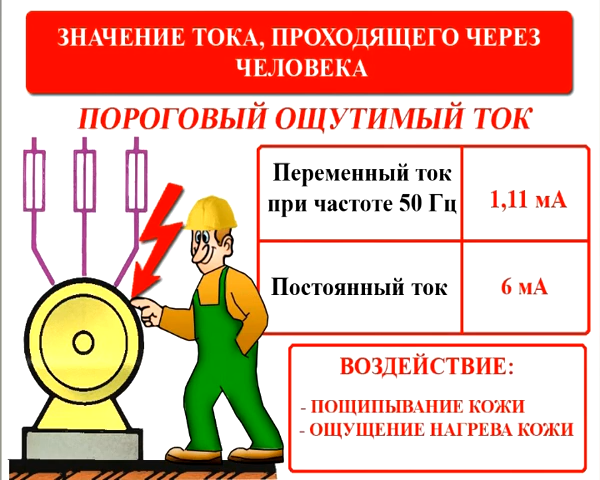 ЗНАЧЕНИЕ ТОКА, ПРОХОДЯЩЕГО ЧЕРЕЗ
ЧЕЛОВЕКА
ПОРОГОВЫЙ ОЩУТИМЫЙ ТОК
Переменный ток
при частоте 50 Гц
1,11 мА
Постоянный ток
6 мА
ВОЗДЕЙСТВИЕ:
- ПОЩИПЫВАНИЕ КОЖИ
- ОЩУЩЕНИЕ НАГРЕВА КОЖИ